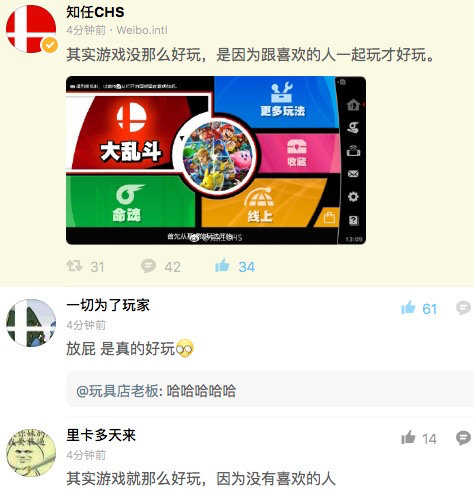 知任CHS
4分钟前 · Weibo.intl
其实游戏没那么好玩，是因为跟喜欢的人一起玩才好玩。
大乱斗
更多玩法
收藏
命魂
线上
13:09
31
42
34
一切为了玩家
61
4分钟前
放屁 是真的好玩
@玩具店老板: 哈哈哈哈哈
里卡多天来
14
4分钟前
其实游戏就那么好玩，因为没有喜欢的人